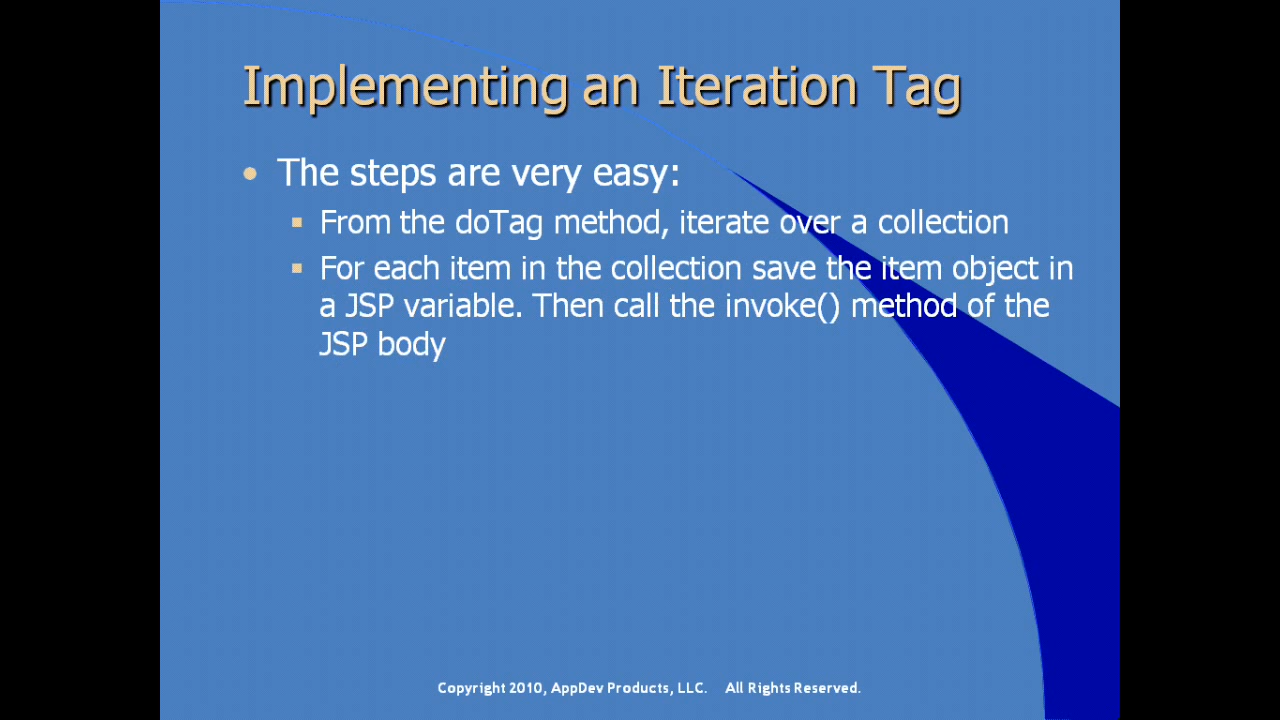 Implementing an Iteration Tag
• The steps are very easy:
▪ From the doTag method, iterate over a collection
▪ For each item in the collection save the item object in
a JSP variable. Then call the invoke() method of the
JSP body
Copyright 2010, AppDev Products, LLC. All Rights Reserved.